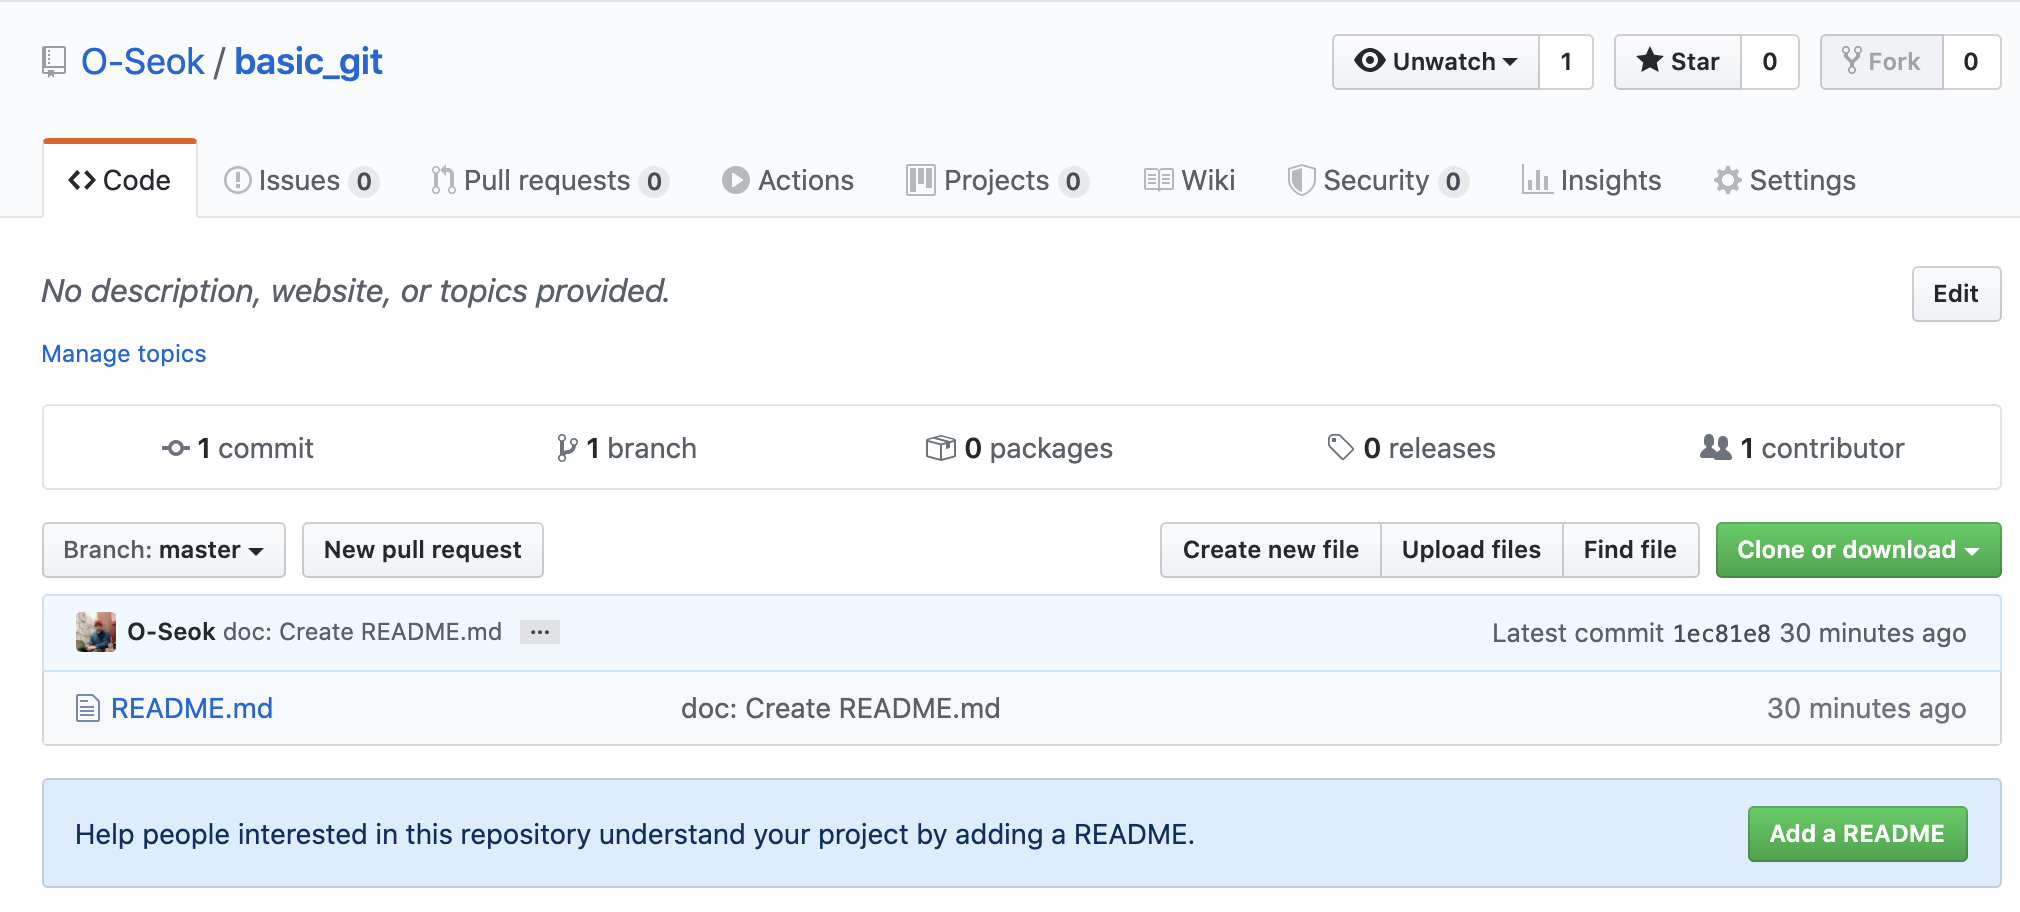 O-Seok / basic_git
Unwatch 1 Star 0 Fork 0
Code Issues 0 Pull requests 0 Actions Projects 0 Wiki Security 0 Insights Settings
No description, website, or topics provided.
Edit
Manage topics
1 commit 1 branch 0 packages 0 releases 1 contributor
Branch: master New pull request Create new file Upload files Find file Clone or download
O-Seok doc: Create README.md ... Latest commit 1ec81e8 30 minutes ago
README.md doc: Create README.md 30 minutes ago
Help people interested in this repository understand your project by adding a README. Add a README